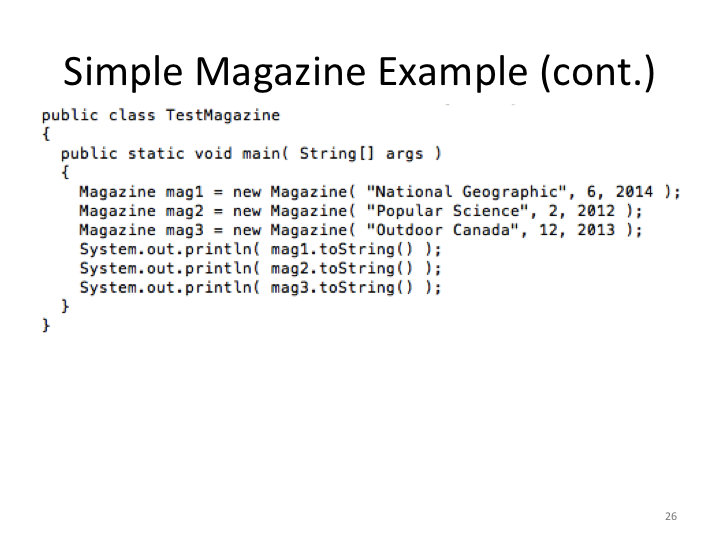 Simple Magazine Example (cont.)
public class TestMagazine
{
  public static void main( String[] args )
  {
    Magazine mag1 = new Magazine( "National Geographic", 6, 2014 );
    Magazine mag2 = new Magazine( "Popular Science", 2, 2012 );
    Magazine mag3 = new Magazine( "Outdoor Canada", 12, 2013 );
    System.out.println( mag1.toString() );
    System.out.println( mag2.toString() );
    System.out.println( mag3.toString() );
  }
}
26